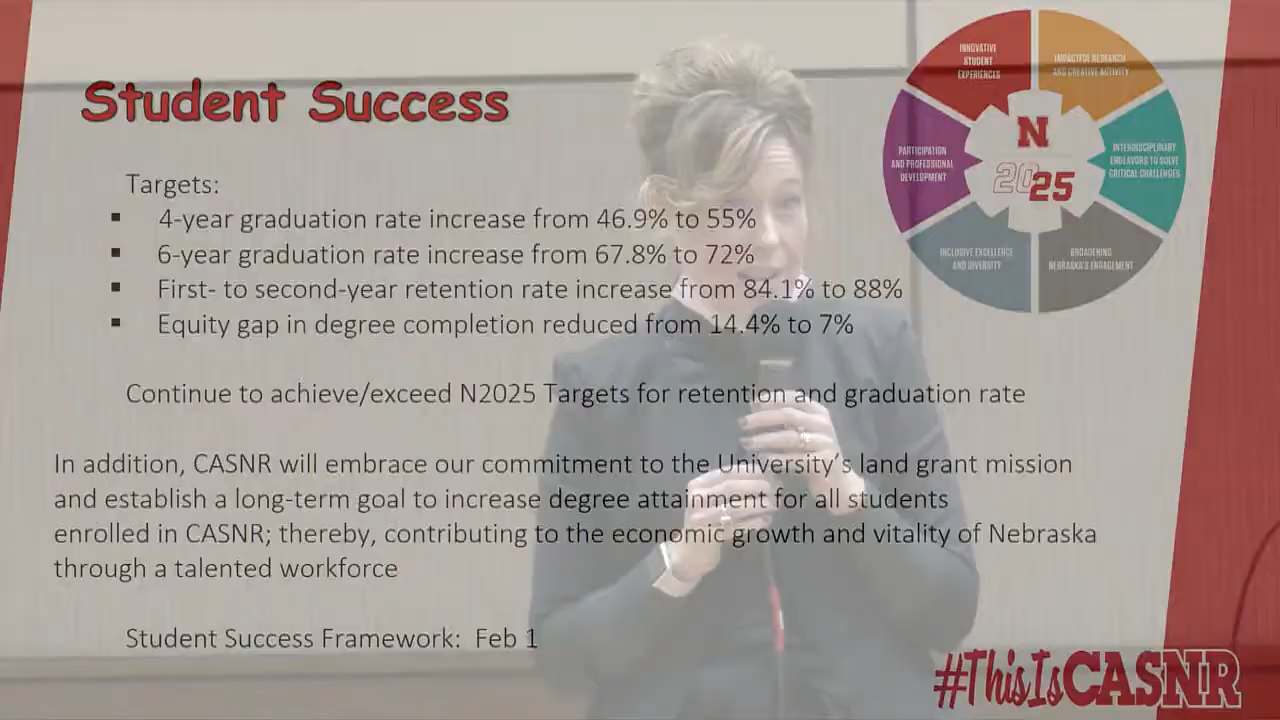 Student Success
Targets:
▪ 4-year graduation rate increase from 46.9% to 55%
▪ 6-year graduation rate increase from 67.8% to 72%
▪ First- to second-year retention rate increase from 84.1% to 88%
▪ Equity gap in degree completion reduced from 14.4% to 7%
Continue to achieve/exceed N2025 Targets for retention and graduation rate
In addition, CASNR will embrace our commitment to the University's land grant mission
and establish a long-term goal to increase degree attainment for all students
enrolled in CASNR; thereby, contributing to the economic growth and vitality of Nebraska
through a talented workforce
Student Success Framework: Feb 1
INNOVATIVE
STUDENT
EXPERIENCES
IMPACTFUL RESEARCH
AND CREATIVE ACTIVITY
PARTICIPATION
AND PROFESSIONAL
DEVELOPMENT
N
2025
INTERDISCIPLINARY
ENDEAVORS TO SOLVE
CRITICAL CHALLENGES
INCLUSIVE EXCELLENCE
AND DIVERSITY
BROADENING
NEBRASKA'S ENGAGEMENT
#ThisIsCASNR